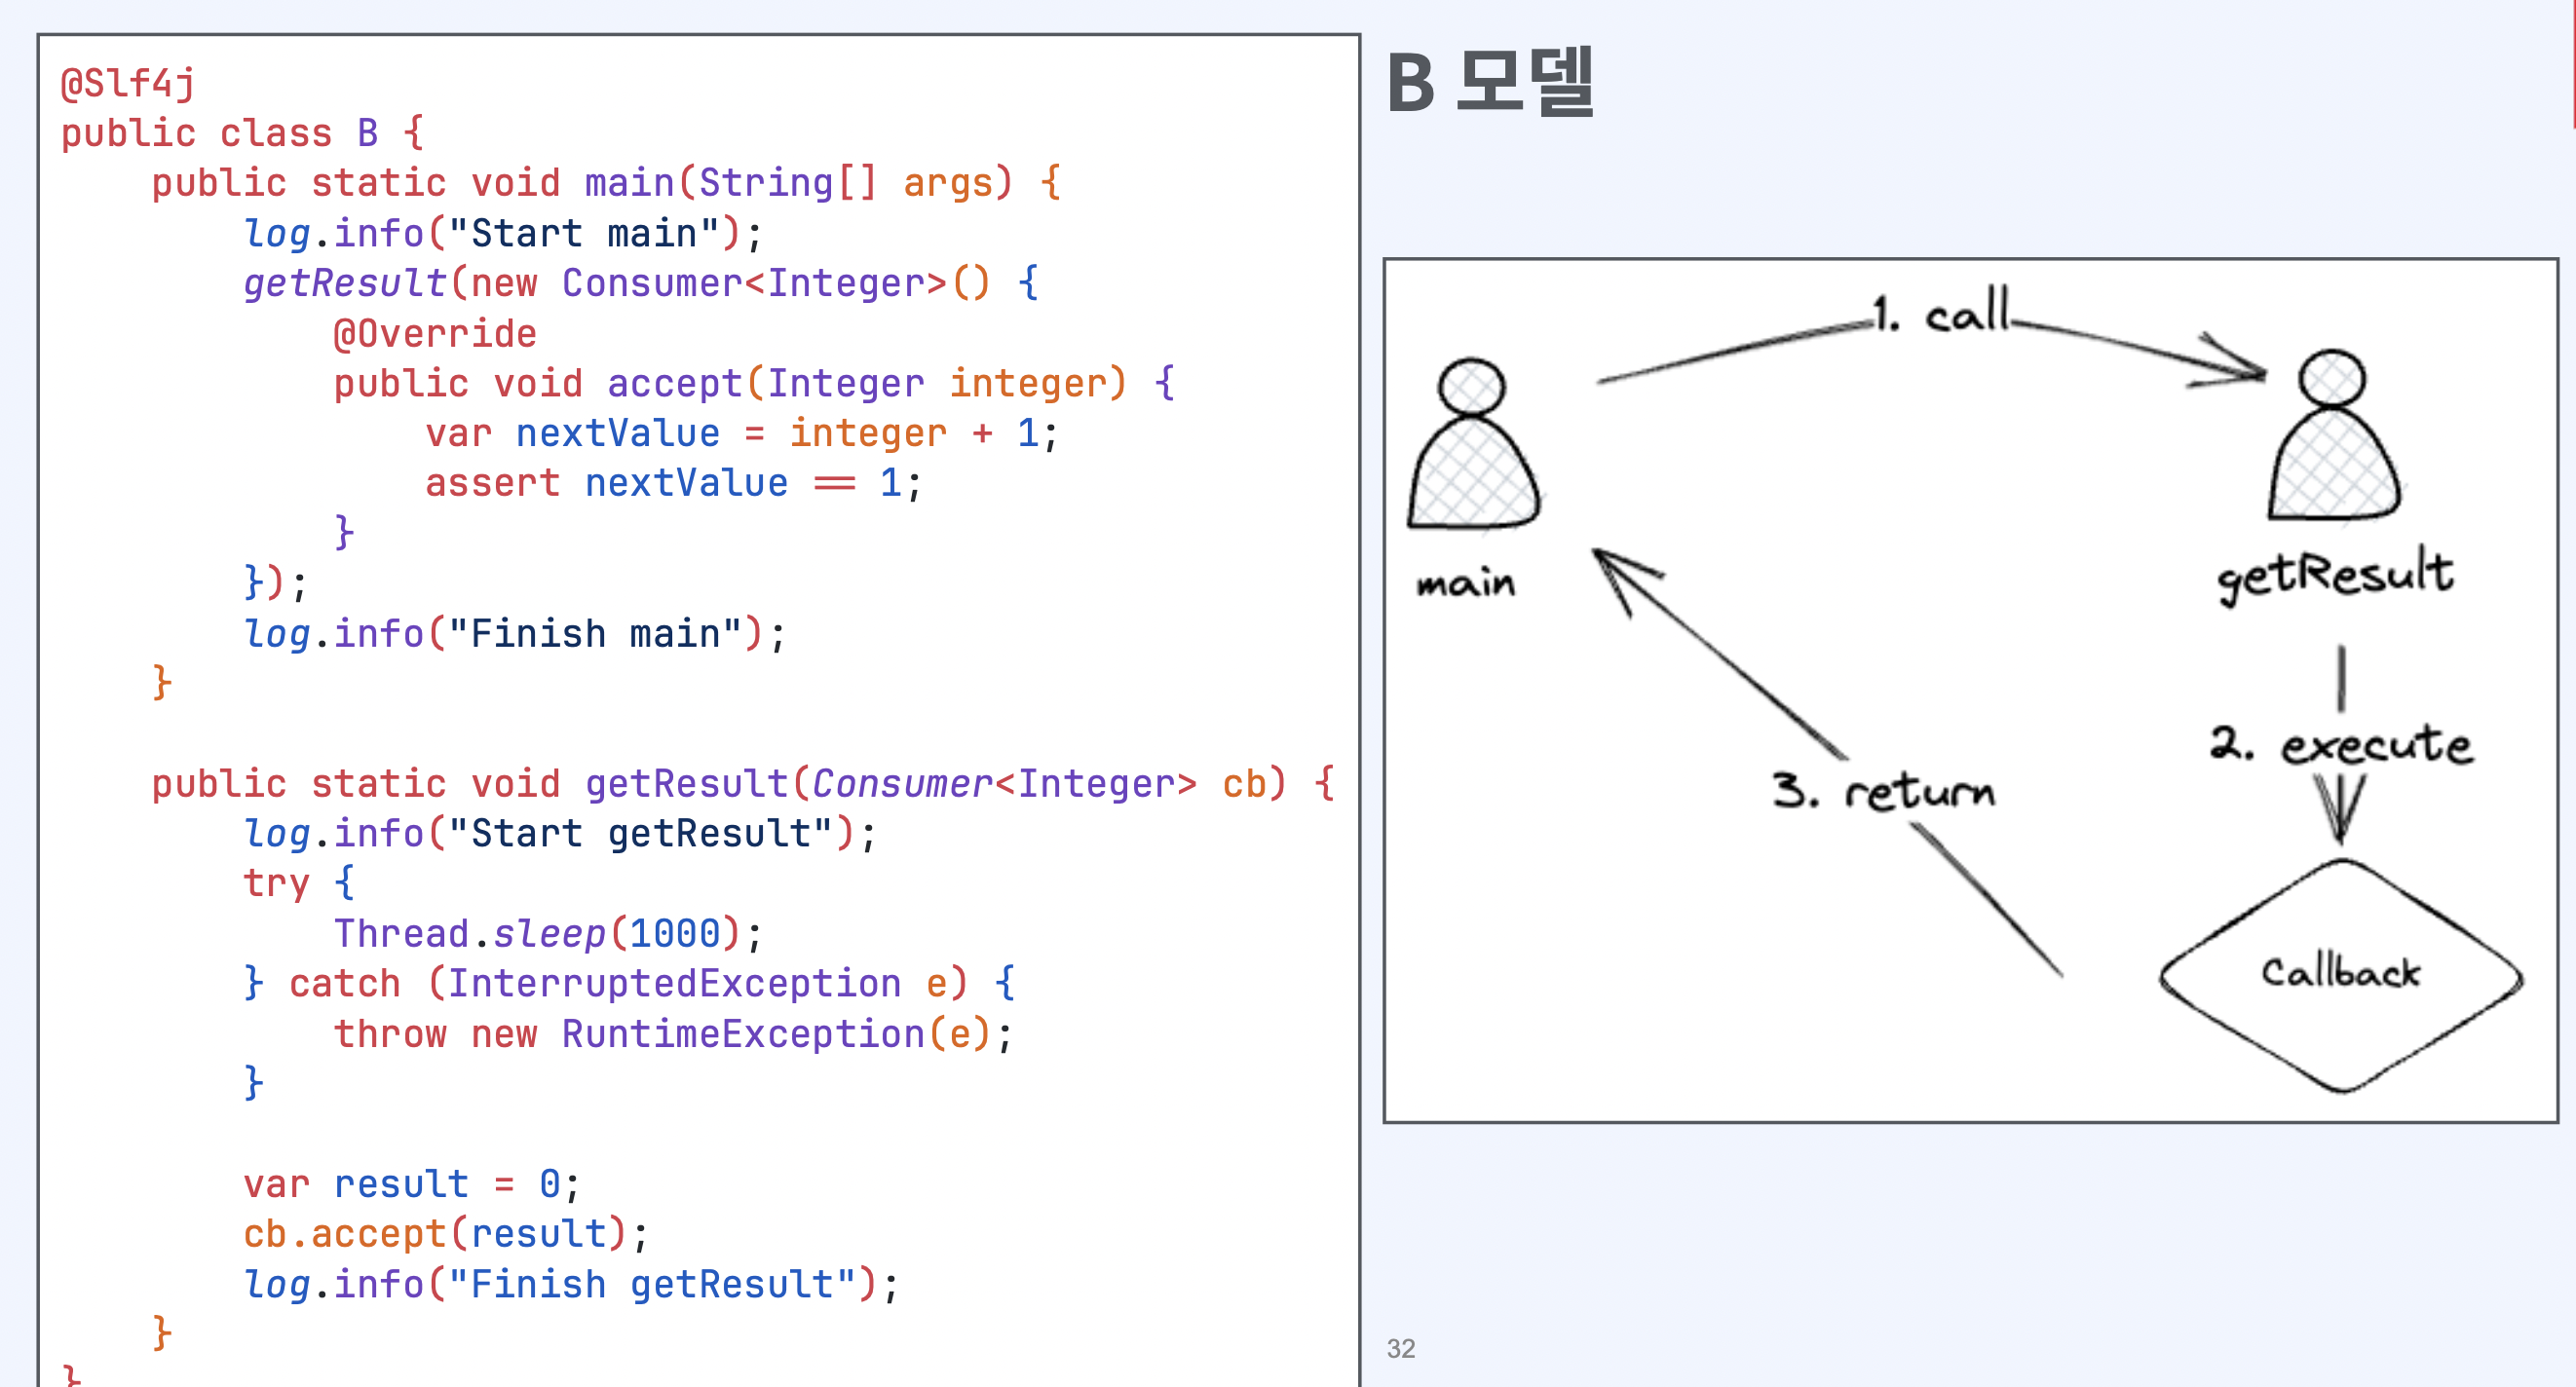 @Slf4j
public class B {
    public static void main(String[] args) {
        log.info("Start main");
        getResult(new Consumer<Integer>() {
            @Override
            public void accept(Integer integer) {
                var nextValue = integer + 1;
                assert nextValue == 1;
            }
        });
        log.info("Finish main");
    }

    public static void getResult(Consumer<Integer> cb) {
        log.info("Start getResult");
        try {
            Thread.sleep(1000);
        } catch (InterruptedException e) {
            throw new RuntimeException(e);
        }

        var result = 0;
        cb.accept(result);
        log.info("Finish getResult");
    }
}
B 모델
1. call
main
getResult
2. execute
3. return
Callback
32